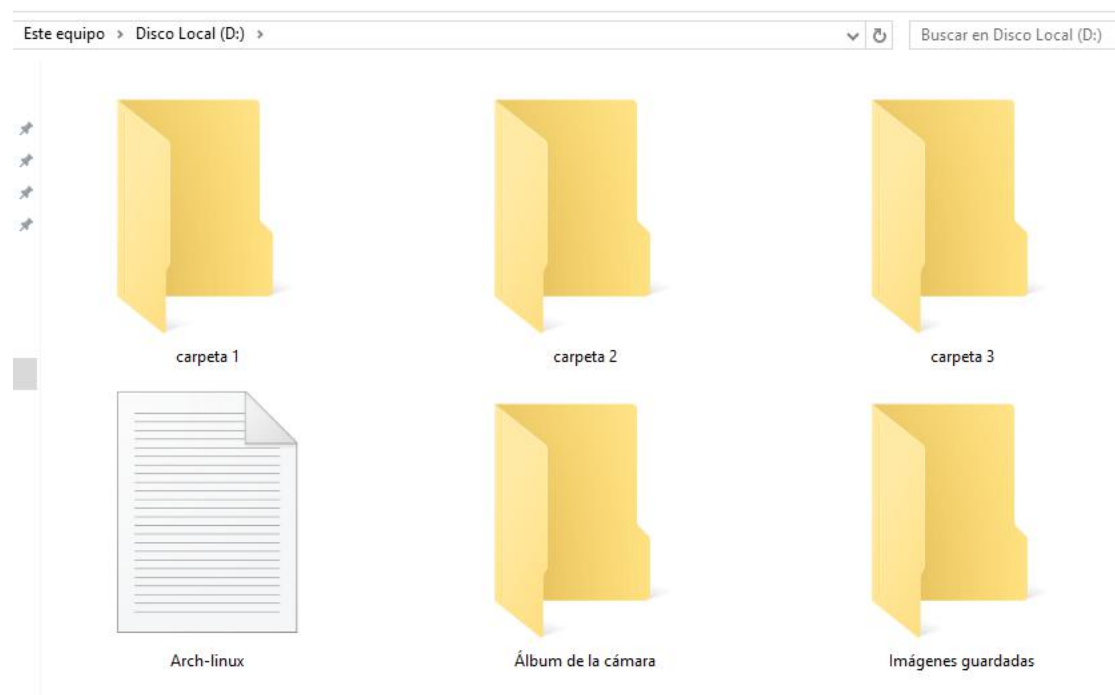 Este equipo > Disco Local (D:) >
Buscar en Disco Local (D:)
carpeta 1
carpeta 2
carpeta 3
Arch-linux
Álbum de la cámara
Imágenes guardadas